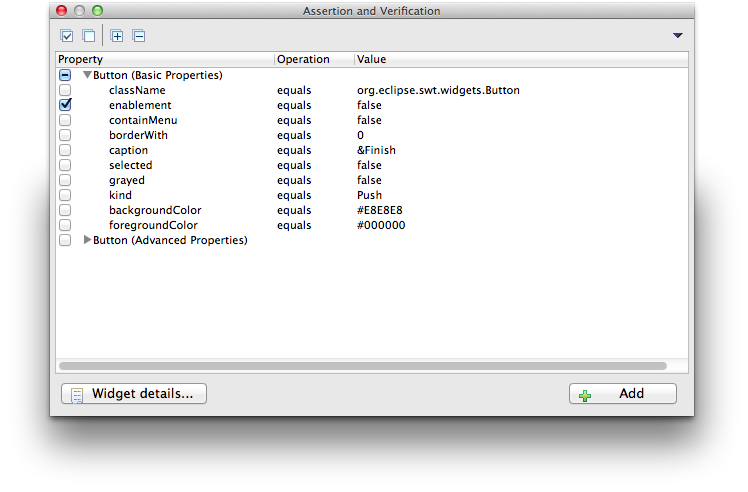 Assertion and Verification
Property Operation Value
Button (Basic Properties)
className equals org.eclipse.swt.widgets.Button
enablement equals false
containMenu equals false
borderWith equals 0
caption equals &Finish
selected equals false
grayed equals false
kind equals Push
backgroundColor equals #E8E8E8
foregroundColor equals #000000
Button (Advanced Properties)
Widget details... Add